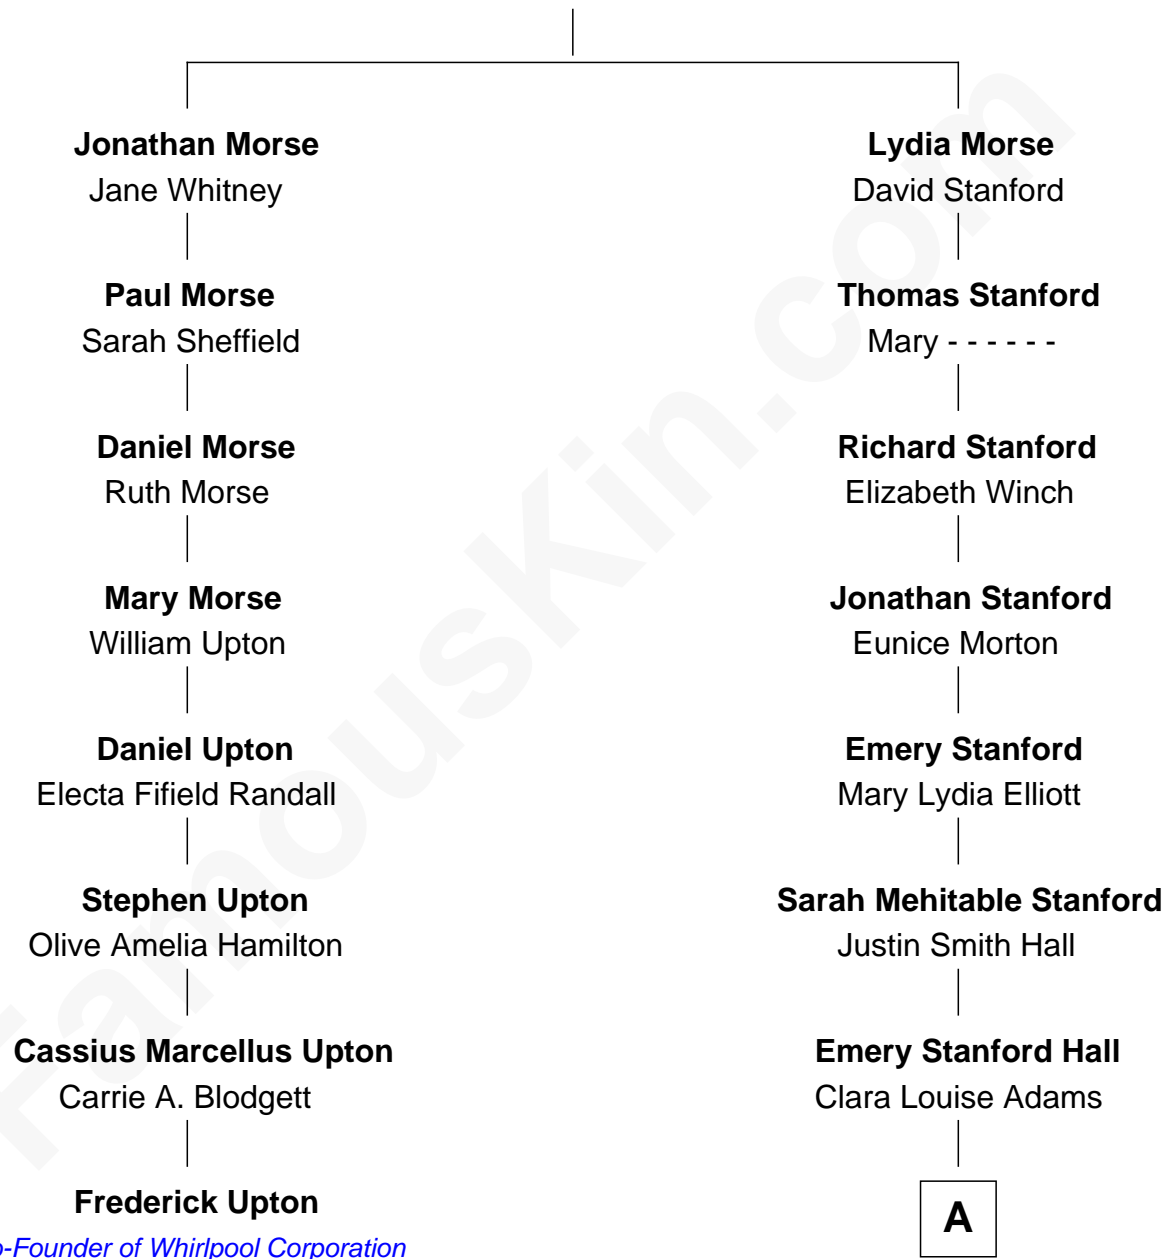 Jonathan Morse
Jane Whitney
Lydia Morse
David Stanford
Paul Morse
Sarah Sheffield
Thomas Stanford
Mary - - - - - -
Daniel Morse
Ruth Morse
Richard Stanford
Elizabeth Winch
Mary Morse
William Upton
Jonathan Stanford
Eunice Morton
Daniel Upton
Electa Fifield Randall
Emery Stanford
Mary Lydia Elliott
Stephen Upton
Olive Amelia Hamilton
Sarah Mehitable Stanford
Justin Smith Hall
Cassius Marcellus Upton
Carrie A. Blodgett
Emery Stanford Hall
Clara Louise Adams
Frederick Upton
o-Founder of Whirlpool Corporation
A
FamousKin.com